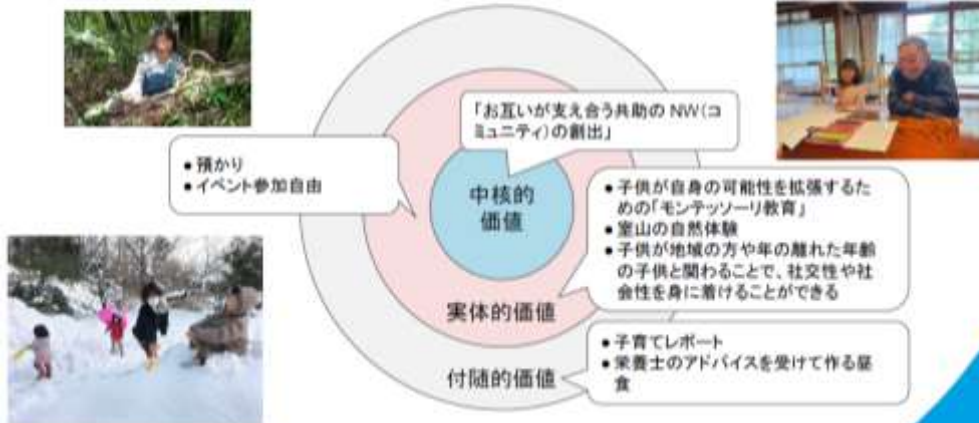 「お互いが支え合う共助の NW(コ
ミュニティ)の創出」
● 預かり
● イベント参加自由
中核的
価値
● 子供が自身の可能性を拡張するた
めの「モンテッソーリ教育」
● 室山の自然体験
● 子供が地域の方や年の離れた年齢
の子供と関わることで、社交性や社
会性を身に着けることができる
実体的価値
● 子育てレポート
● 栄養士のアドバイスを受けて作る昼
食
付随的価値